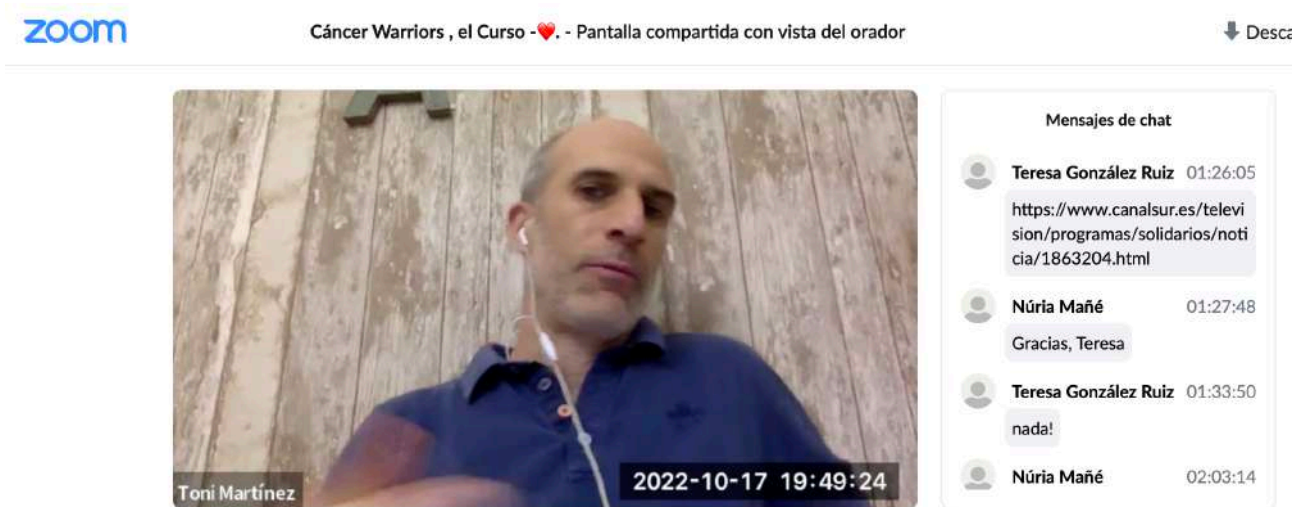 zoom
Cáncer Warriors , el Curso -❤️. - Pantalla compartida con vista del orador
Desca
Mensajes de chat
Teresa González Ruiz 01:26:05
https://www.canalsur.es/televi
sion/programas/solidarios/noti
cia/1863204.html
Núria Mañé 01:27:48
Gracias, Teresa
Teresa González Ruiz 01:33:50
nada!
Núria Mañé 02:03:14
Toni Martínez
2022-10-17 19:49:24